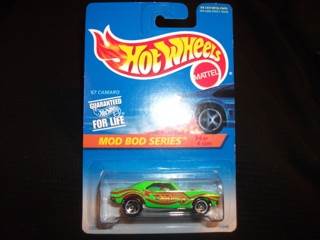 Hot Wheels
MATTEL
'67 CAMARO
GUARANTEED
FOR LIFE
MOD BOD SERIES